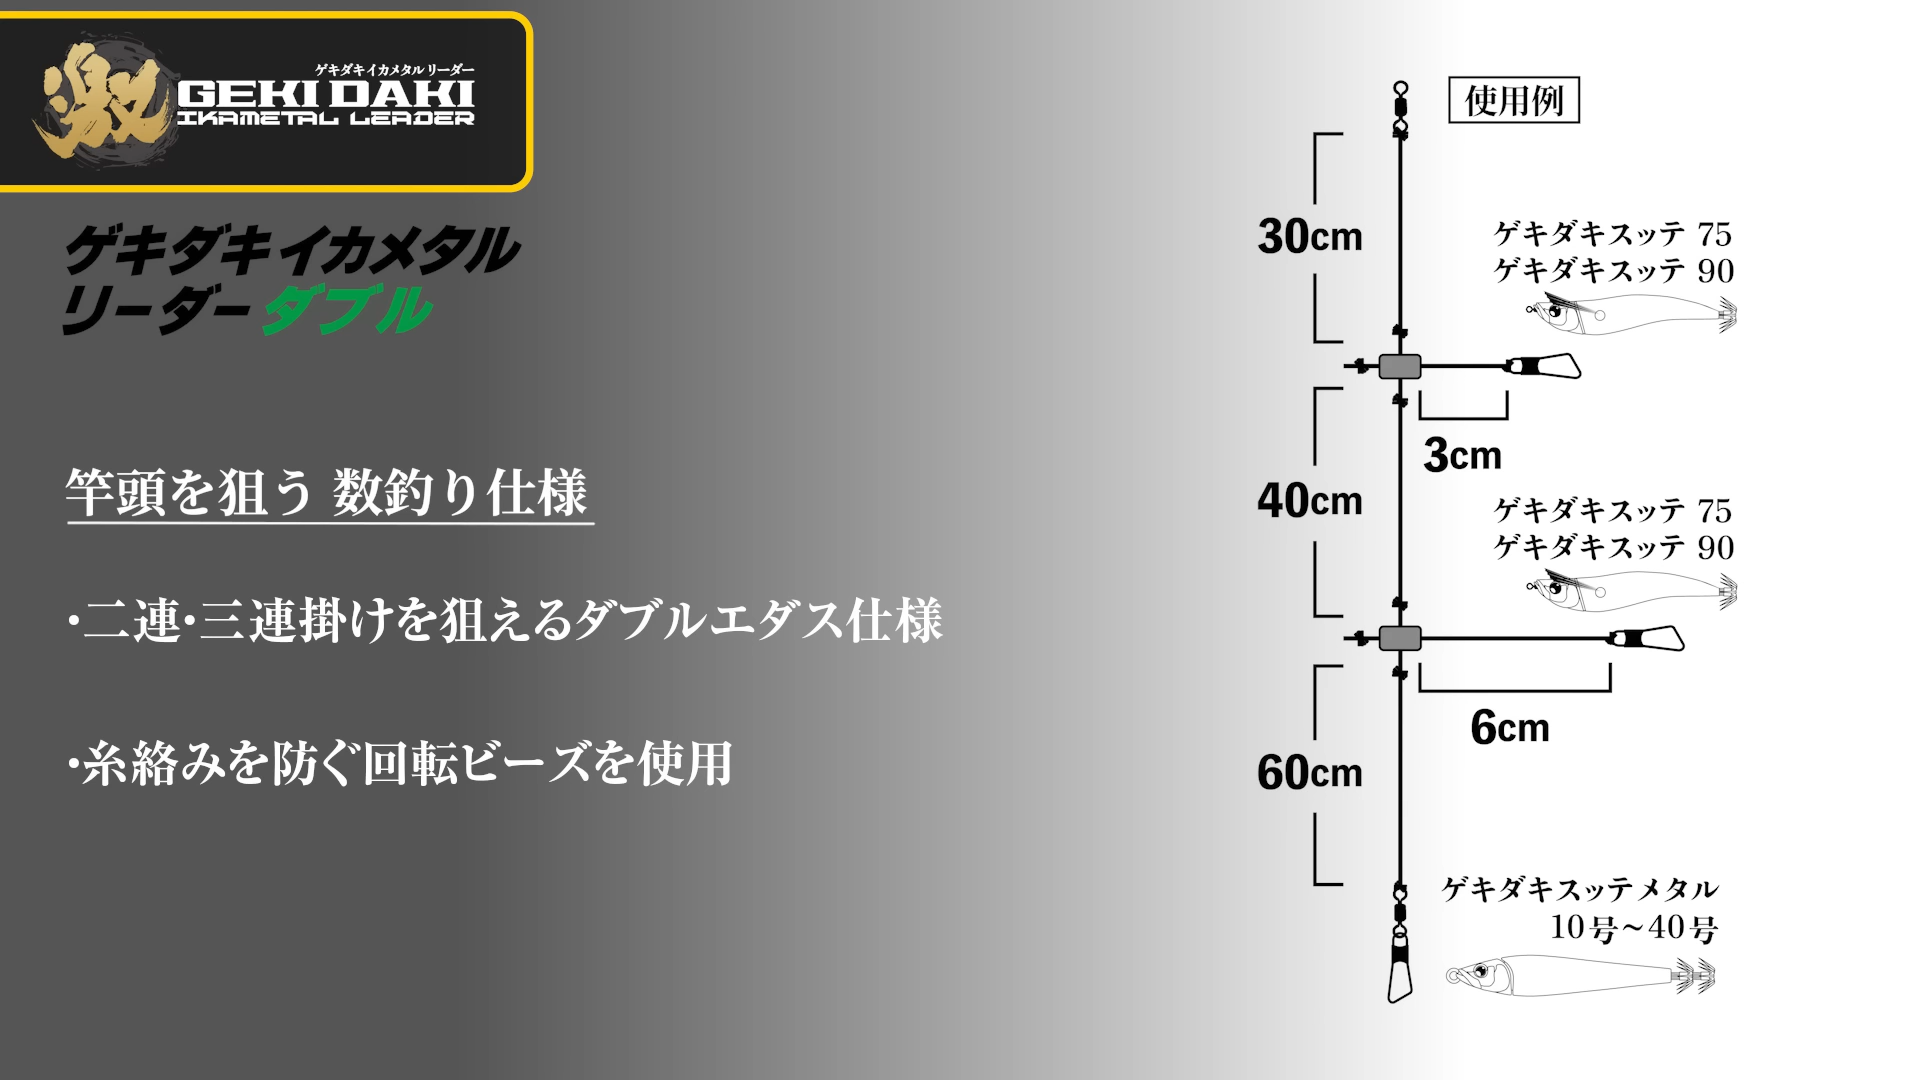 激
ゲキダキイカメタルリーダー
GEKI DAKI
IKAMETAL LEADER
ゲキダキイカメタル
リーダーダブル
竿頭を狙う 数釣り仕様
・二連・三連掛けを狙えるダブルエダス仕様
・糸絡みを防ぐ回転ビーズを使用
使用例
30cm
ゲキダキスッテ 75
ゲキダキスッテ 90
3cm
40cm
ゲキダキスッテ 75
ゲキダキスッテ 90
6cm
60cm
ゲキダキスッテメタル
10号~40号